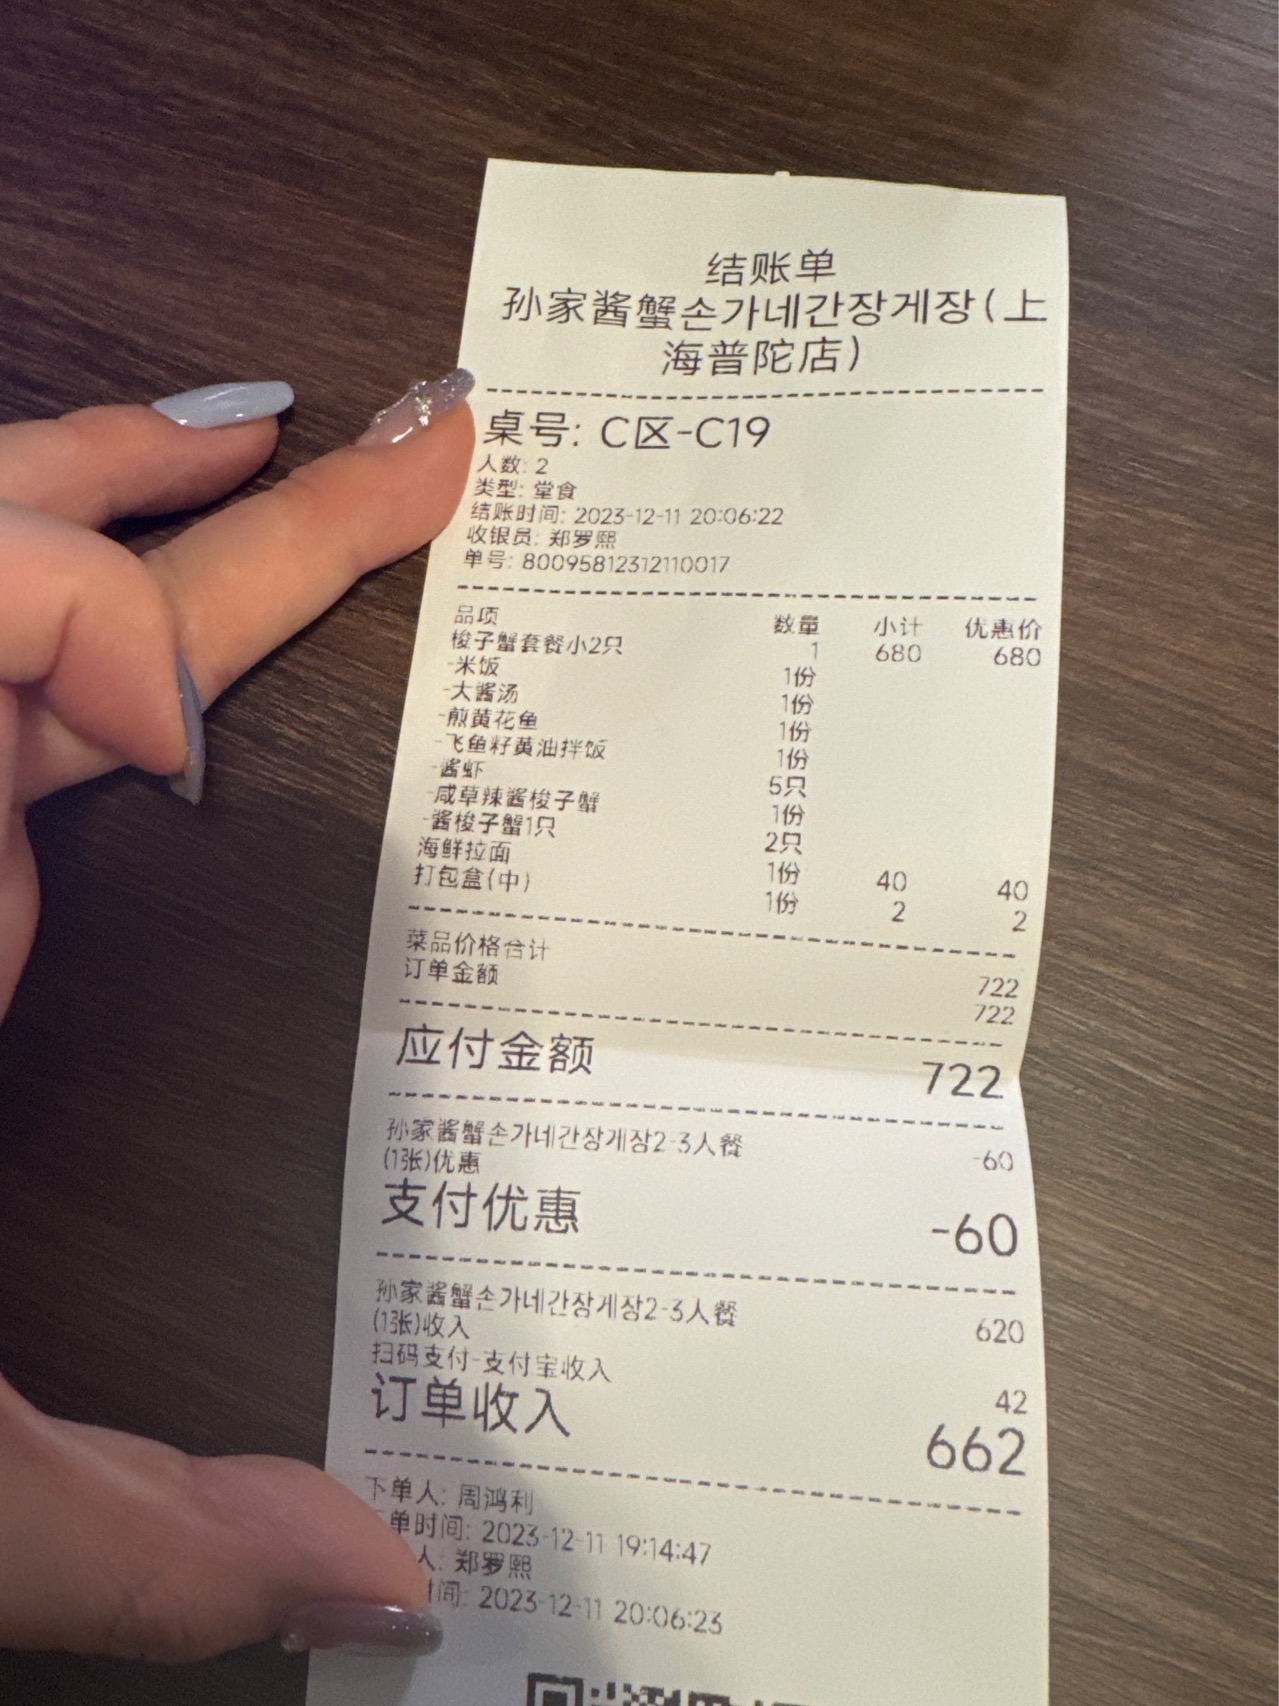 结账单
孙家酱蟹손가네간장게장(上
海普陀店)
桌号: C区-C19
人数: 2
类型: 堂食
结账时间: 2023-12-11 20:06:22
收银员: 郑罗熙
单号: 80095812312110017
品项 数量 小计 优惠价
梭子蟹套餐小2只 1 680 680
-米饭 1份
-大酱汤 1份
-煎黄花鱼 1份
-飞鱼籽黄油拌饭 1份
-酱虾 5只
-咸草辣酱梭子蟹 1份
-酱梭子蟹1只 2只
海鲜拉面 1份 40 40
打包盒(中) 1份 2 2
菜品价格合计 722
订单金额 722
应付金额 722
孙家酱蟹손가네간장게장2-3人餐 -60
(1张)优惠
支付优惠 -60
孙家酱蟹손가네간장게장2-3人餐 620
(1张)收入
扫码支付-支付宝收入 42
订单收入 662
下单人: 周鸿利
单时间: 2023-12-11 19:14:47
人: 郑罗熙
间: 2023-12-11 20:06:23